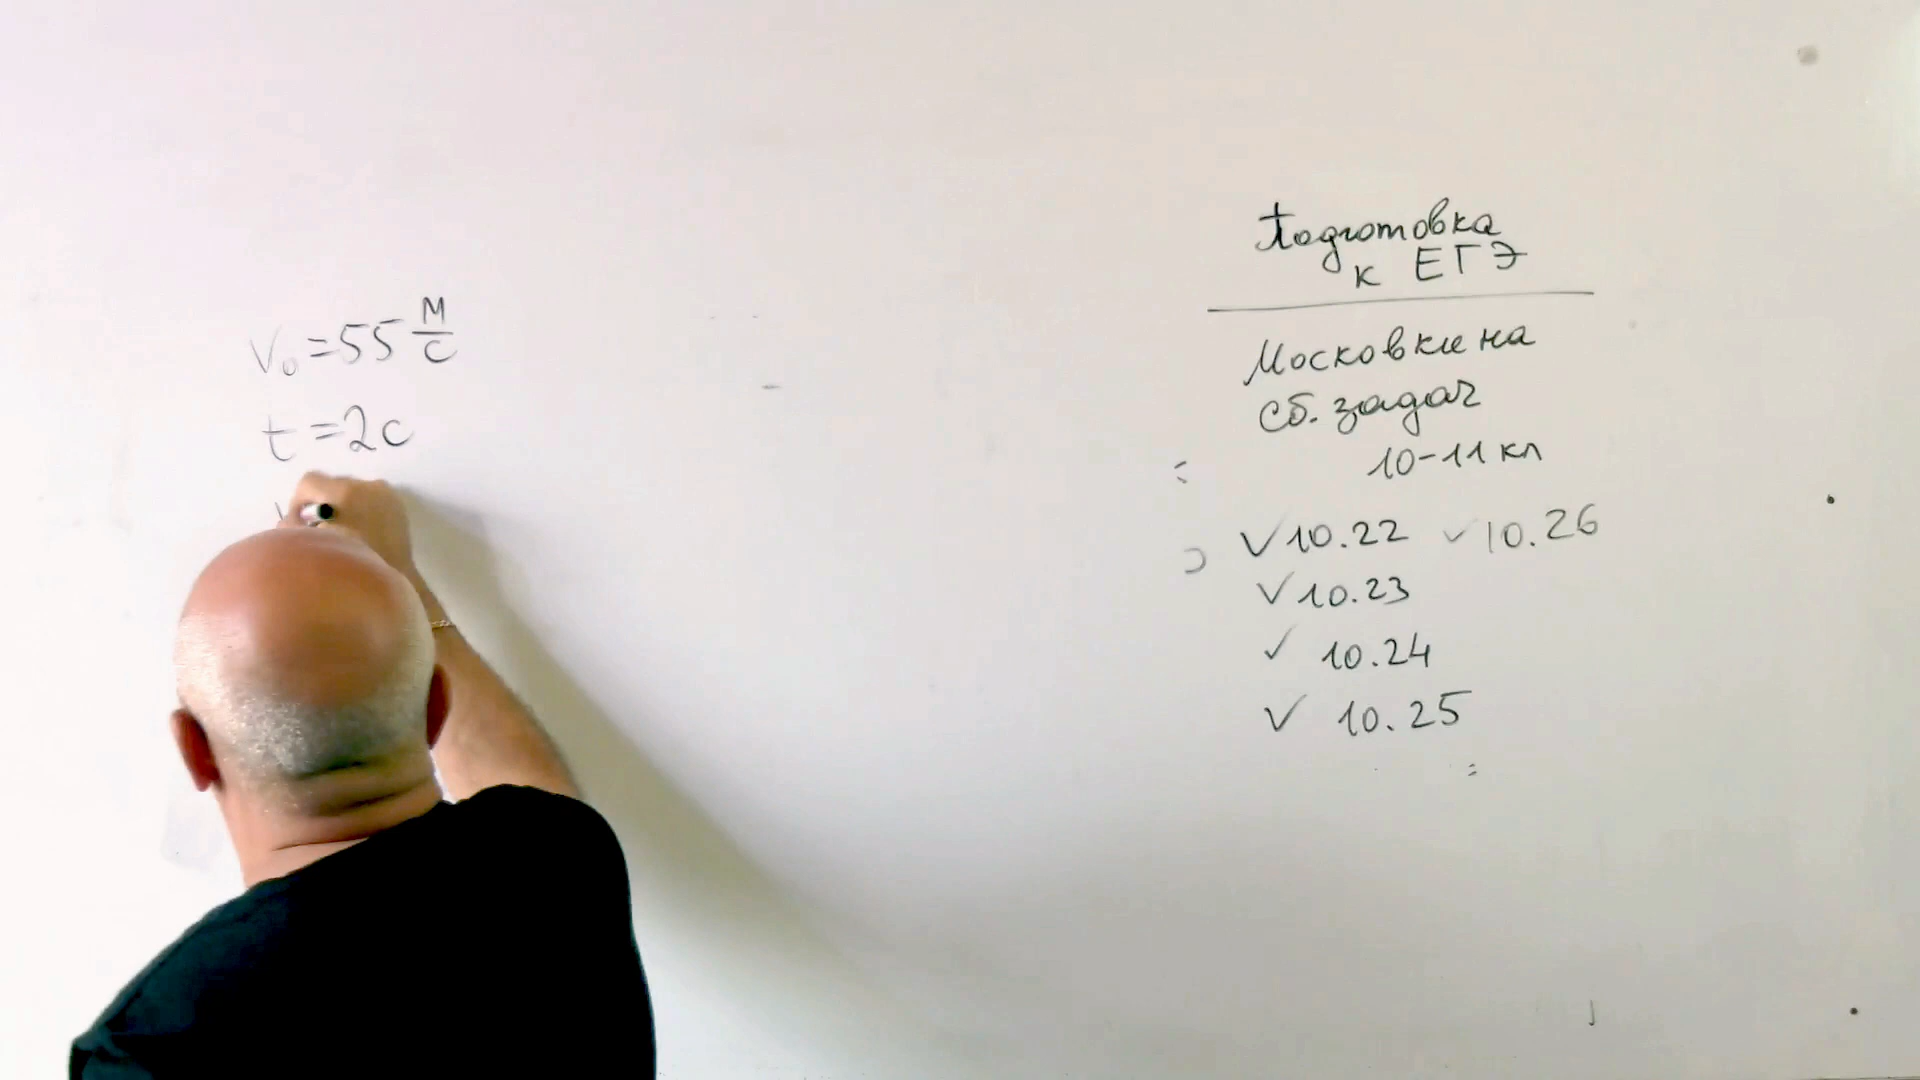 v₀ = 55 м/с
t = 2с
Подготовка
к ЕГЭ
Московкина
Сб. задач
10-11 кл
✓ 10.22 ✓ 10.26
✓ 10.23
✓ 10.24
✓ 10.25